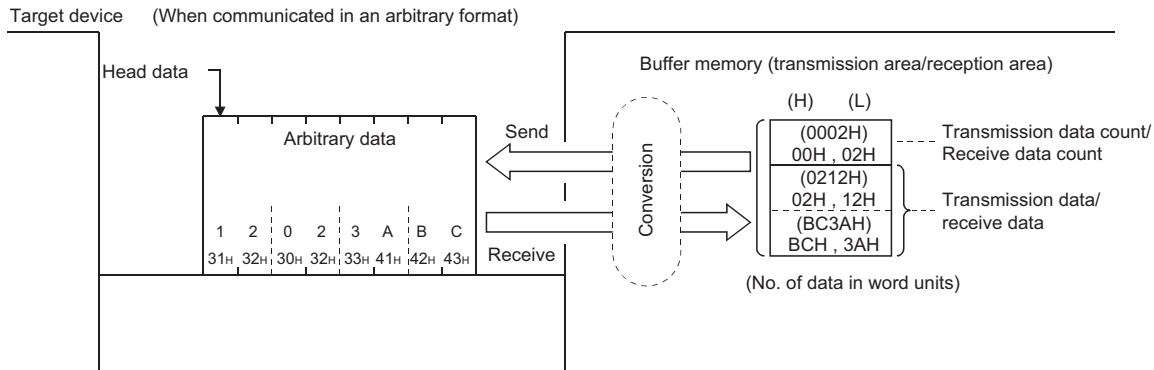 Target device (When communicated in an arbitrary format)
Head data
Arbitrary data
1 2 0 2 3 A B C
31H 32H 30H 32H 33H 41H 42H 43H
Send
Receive
Conversion
Buffer memory (transmission area/reception area)
(H) (L)
(0002H)
00H , 02H
(0212H)
02H , 12H
(BC3AH)
BCH , 3AH
Transmission data count/
Receive data count
Transmission data/
receive data
(No. of data in word units)